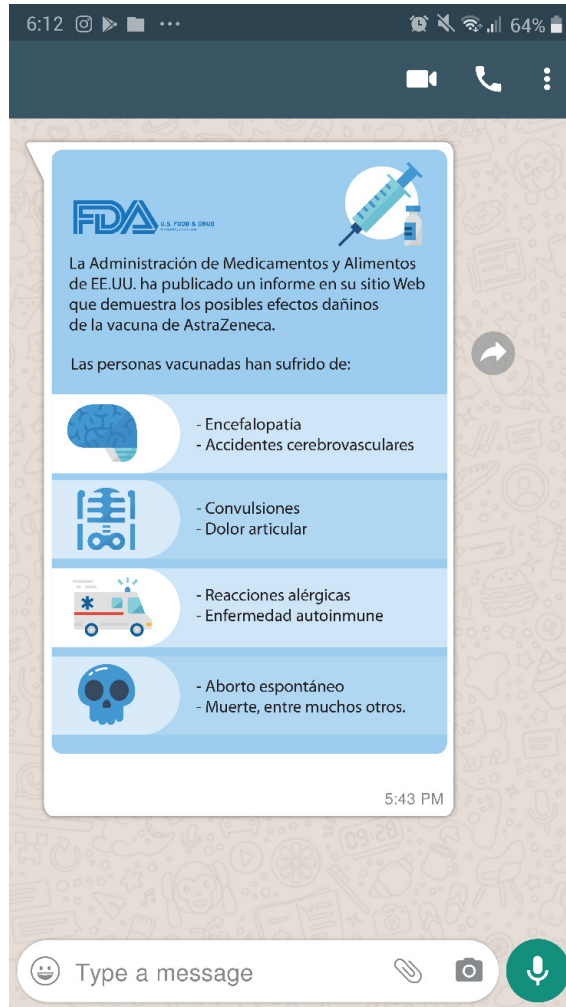 6:12
64%
FDA
U.S. FOOD & DRUG
La Administración de Medicamentos y Alimentos
de EE.UU. ha publicado un informe en su sitio Web
que demuestra los posibles efectos dañinos
de la vacuna de AstraZeneca.
Las personas vacunadas han sufrido de:
- Encefalopatía
- Accidentes cerebrovasculares
- Convulsiones
- Dolor articular
- Reacciones alérgicas
- Enfermedad autoinmune
- Aborto espontáneo
- Muerte, entre muchos otros.
5:43 PM
Type a message